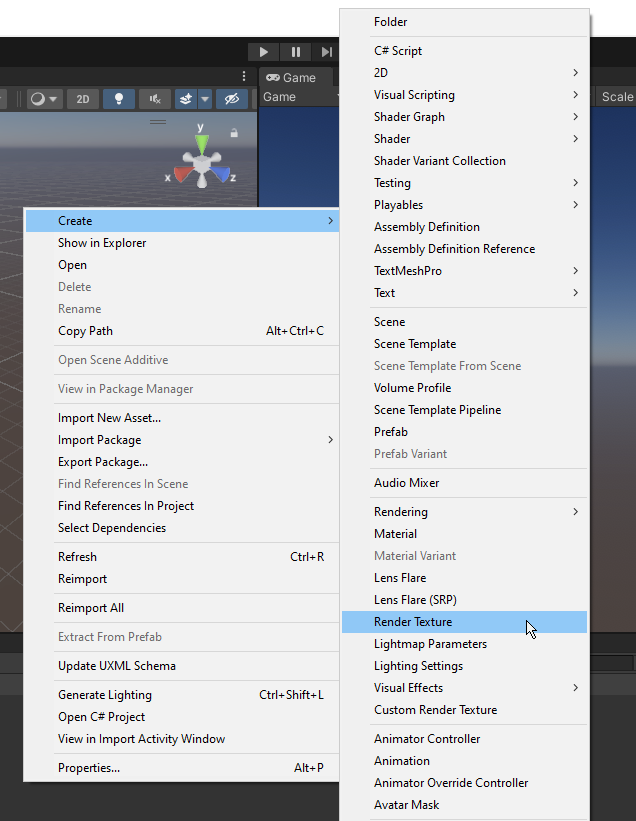 Game
2D
Game
Scale
y
x
z
Create
Show in Explorer
Open
Delete
Rename
Copy Path Alt+Ctrl+C
Open Scene Additive
View in Package Manager
Import New Asset...
Import Package
Export Package...
Find References In Scene
Find References In Project
Select Dependencies
Refresh Ctrl+R
Reimport
Reimport All
Extract From Prefab
Update UXML Schema
Generate Lighting Ctrl+Shift+L
Open C# Project
View in Import Activity Window
Properties... Alt+P
Folder
C# Script
2D
Visual Scripting
Shader Graph
Shader
Shader Variant Collection
Testing
Playables
Assembly Definition
Assembly Definition Reference
TextMeshPro
Text
Scene
Scene Template
Scene Template From Scene
Volume Profile
Scene Template Pipeline
Prefab
Prefab Variant
Audio Mixer
Rendering
Material
Material Variant
Lens Flare
Lens Flare (SRP)
Render Texture
Lightmap Parameters
Lighting Settings
Visual Effects
Custom Render Texture
Animator Controller
Animation
Animator Override Controller
Avatar Mask